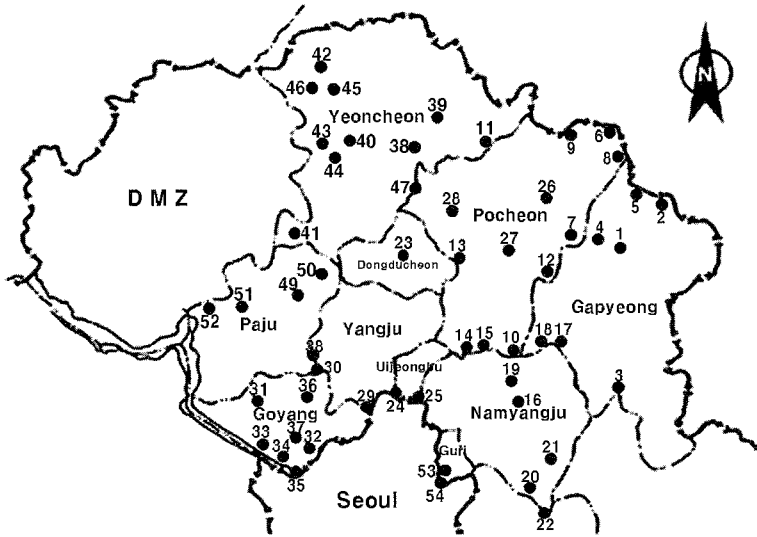 42
46 45
39
Yeoncheon
N
43 40 38 11
44
9 6
8
47
DMZ
28 26
Pocheon
5 2
41
23
Dongducheon
13 27
7 4 1
12
50
49
51
52
Paju
Yangju
Gapyeong
38
30
14 15 10 18 17
Uijeongbu
19
31 36
Goyang
29 24 25
16
Namyangju
3
33 37 32
34
35
Guri
53
54
21
20
22
Seoul